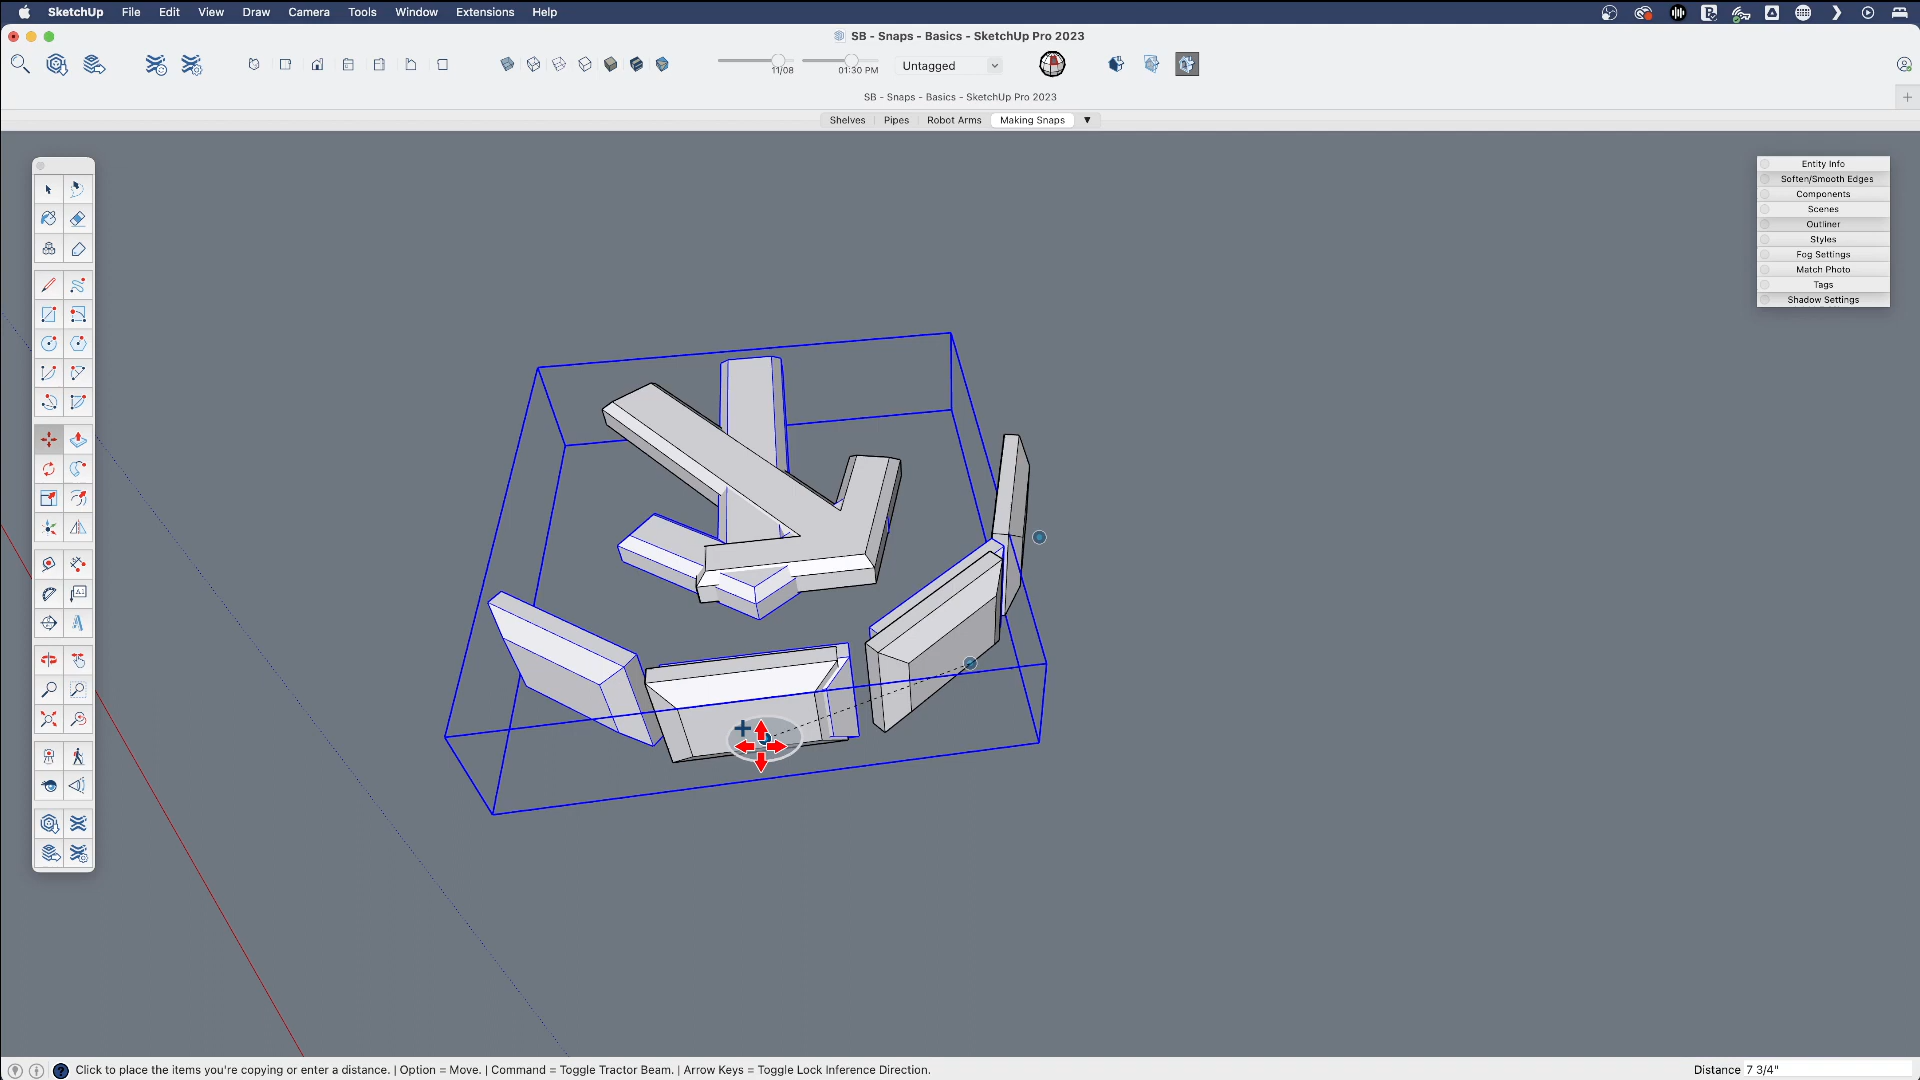 SketchUp File Edit View Draw Camera Tools Window Extensions Help
SB - Snaps - Basics - SketchUp Pro 2023
11/08 01:30 PM Untagged
SB - Snaps - Basics - SketchUp Pro 2023
Shelves Pipes Robot Arms Making Snaps
Entity Info
Soften/Smooth Edges
Components
Scenes
Outliner
Styles
Fog Settings
Match Photo
Tags
Shadow Settings
Click to place the items you're copying or enter a distance. | Option = Move. | Command = Toggle Tractor Beam. | Arrow Keys = Toggle Lock Inference Direction. Distance 7 3/4"